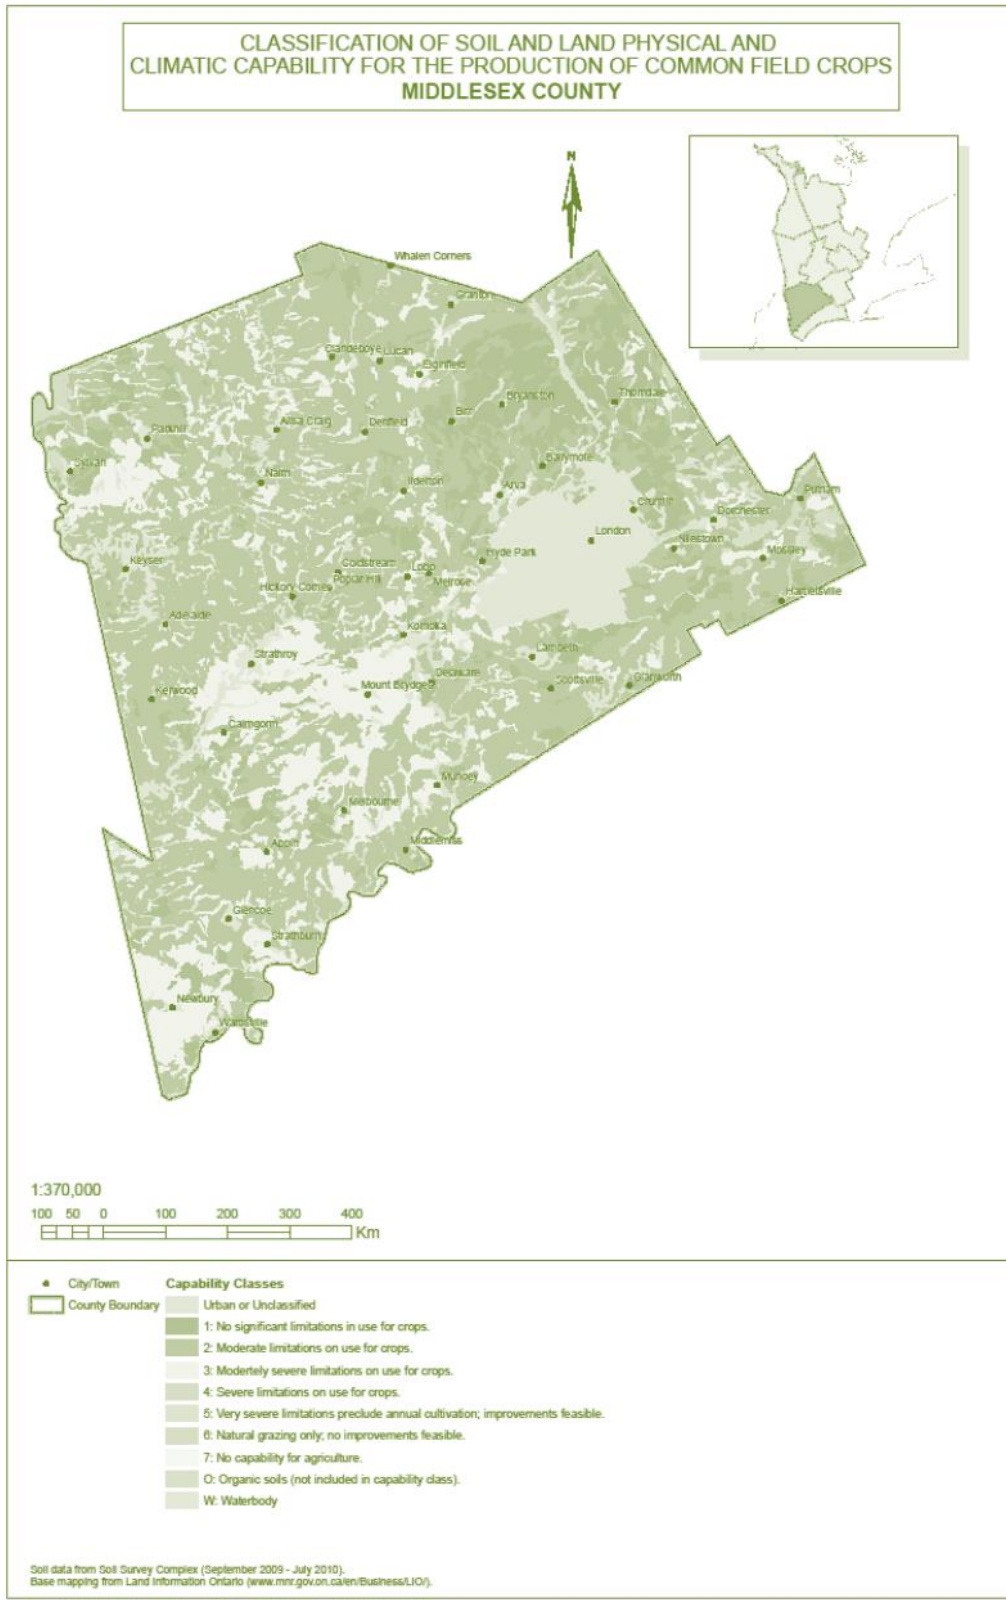 CLASSIFICATION OF SOIL AND LAND PHYSICAL AND
CLIMATIC CAPABILITY FOR THE PRODUCTION OF COMMON FIELD CROPS
MIDDLESEX COUNTY
N
Whalen Corners
Granton
Clandeboye
Lucan
Elginfield
Bryanston
Thorndale
Birr
Ailsa Craig
Denfield
Parkhill
Sylvan
Nairn
Ilderton
Ballymote
Arva
Putnam
Crumlin
Dorchester
London
Nilestown
Mossley
Keyser
Coldstream
Lobo
Hyde Park
Poplar Hill
Melrose
Hickory Corner
Harrietsville
Adelaide
Komoka
Strathroy
Lambeth
Kerwood
Mount Brydges
Delaware
Scottsville
Glanworth
Cairngorm
Muncey
Melbourne
Appin
Middlemiss
Glencoe
Strathburn
Newbury
Wardsville
1:370,000
100 50 0 100 200 300 400
Km
City/Town
County Boundary
Capability Classes
Urban or Unclassified
1: No significant limitations in use for crops.
2: Moderate limitations on use for crops.
3: Modertely severe limitations on use for crops.
4: Severe limitations on use for crops.
5: Very severe limitations preclude annual cultivation; improvements feasible.
6: Natural grazing only; no improvements feasible.
7: No capability for agriculture.
O: Organic soils (not included in capability class).
W: Waterbody
Soil data from Soil Survey Complex (September 2009 - July 2010).
Base mapping from Land Information Ontario (www.mnr.gov.on.ca/en/Business/LIO/).